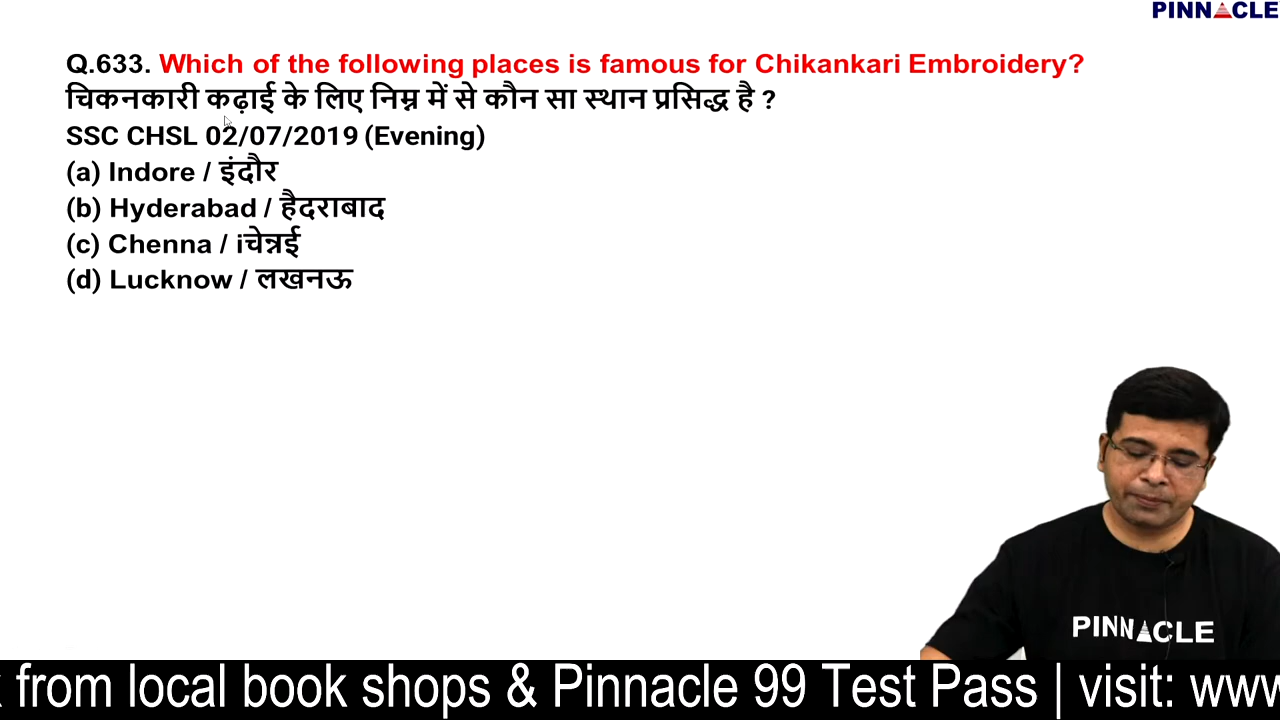 PINNACLE
Q.633. Which of the following places is famous for Chikankari Embroidery?
चिकनकारी कढ़ाई के लिए निम्न में से कौन सा स्थान प्रसिद्ध है ?
SSC CHSL 02/07/2019 (Evening)
(a) Indore / इंदौर
(b) Hyderabad / हैदराबाद
(c) Chenna / iचेन्नई
(d) Lucknow / लखनऊ
PINNACLE
from local book shops & Pinnacle 99 Test Pass | visit: www